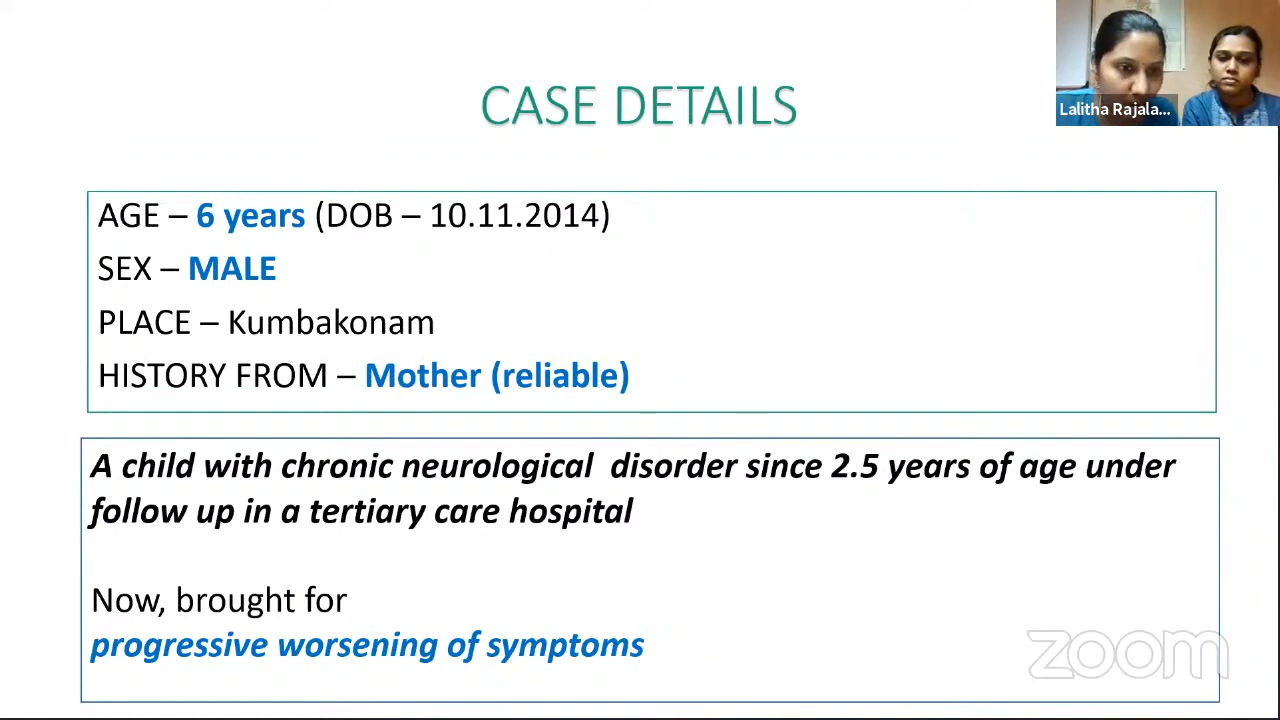 CASE DETAILS
Lalitha Rajala...
AGE – 6 years (DOB – 10.11.2014)
SEX – MALE
PLACE – Kumbakonam
HISTORY FROM – Mother (reliable)
A child with chronic neurological disorder since 2.5 years of age under
follow up in a tertiary care hospital
Now, brought for
progressive worsening of symptoms
zoom